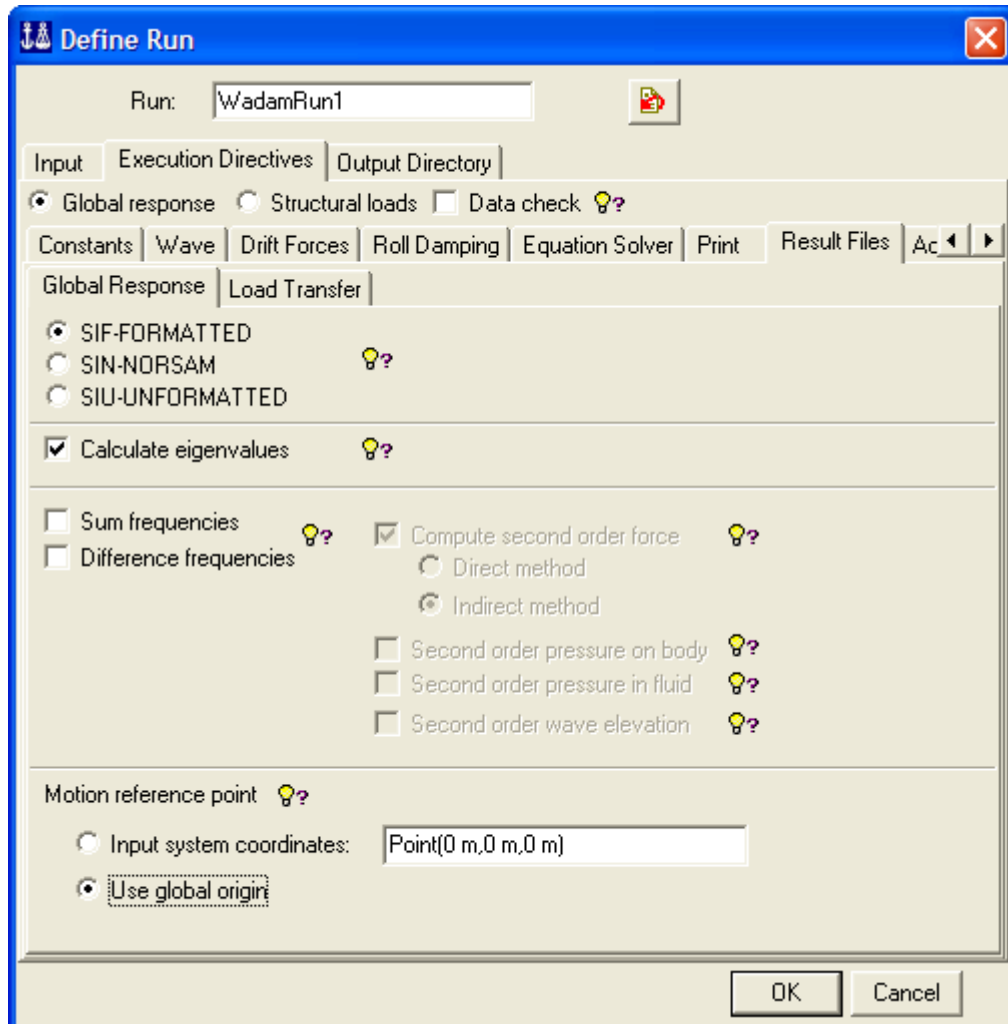 Define Run
Run: WadamRun1
Input Execution Directives Output Directory
Global response Structural loads Data check ?
Constants Wave Drift Forces Roll Damping Equation Solver Print Result Files Ac
Global Response Load Transfer
SIF-FORMATTED
SIN-NORSAM ?
SIU-UNFORMATTED
Calculate eigenvalues ?
Sum frequencies ? Compute second order force ?
Difference frequencies Direct method
Indirect method
Second order pressure on body ?
Second order pressure in fluid ?
Second order wave elevation ?
Motion reference point ?
Input system coordinates: Point(0 m,0 m,0 m)
Use global origin
OK Cancel